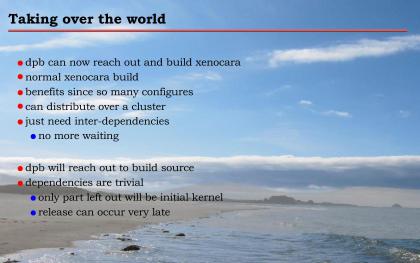 Taking over the world
dpb can now reach out and build xenocara
normal xenocara build
benefits since so many configures
can distribute over a cluster
just need inter-dependencies
no more waiting
dpb will reach out to build source
dependencies are trivial
only part left out will be initial kernel
release can occur very late